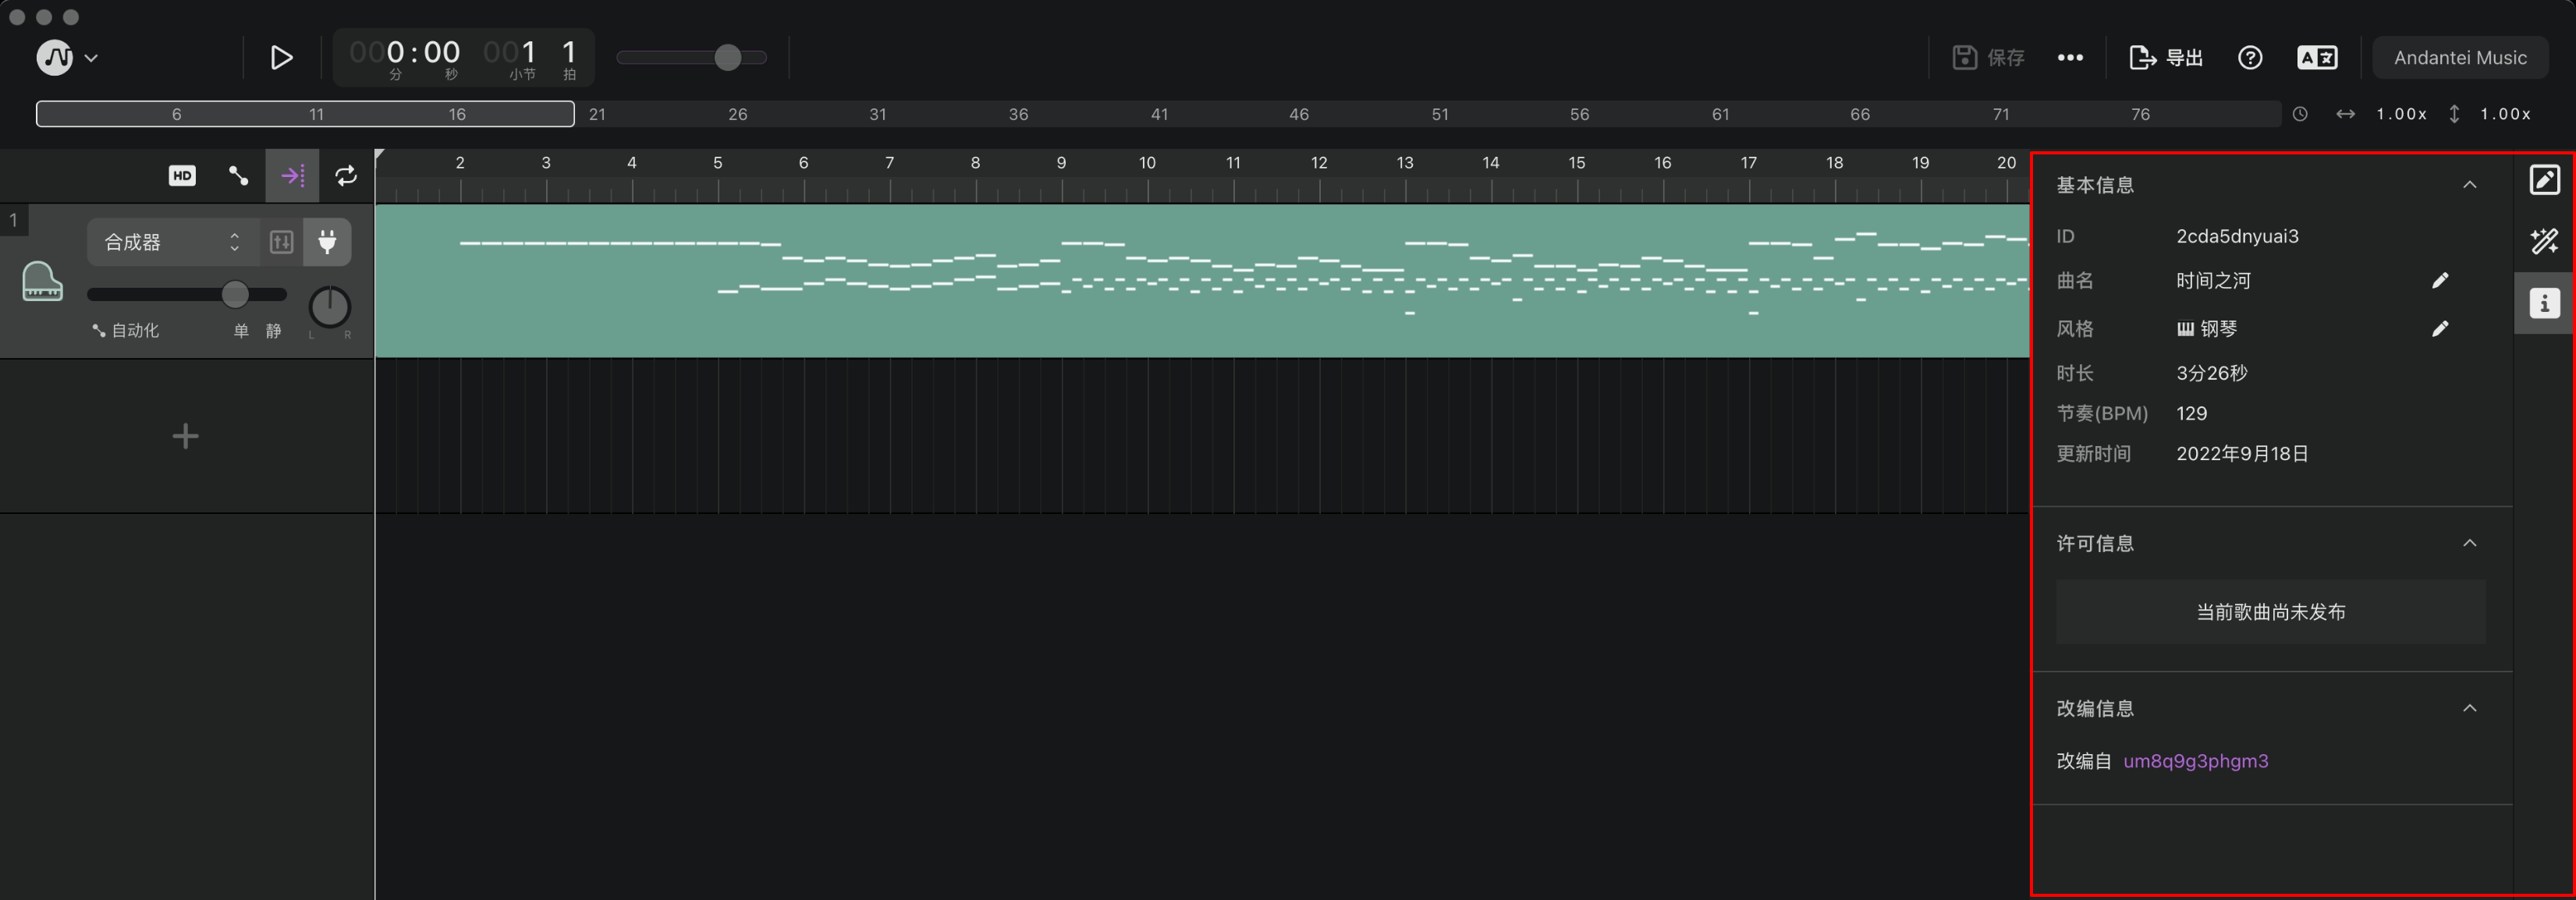 000:00 001 1
分 秒 小节 拍
保存 ••• 导出 A文 Andantei Music
6 11 16 21 26 31 36 41 46 51 56 61 66 71 76 1.00x 1.00x
HD
2 3 4 5 6 7 8 9 10 11 12 13 14 15 16 17 18 19 20
1
合成器
自动化 单 静 L R
基本信息
ID 2cda5dnyuai3
曲名 时间之河
风格 钢琴
时长 3分26秒
节奏(BPM) 129
更新时间 2022年9月18日
许可信息
当前歌曲尚未发布
改编信息
改编自 um8q9g3phgm3